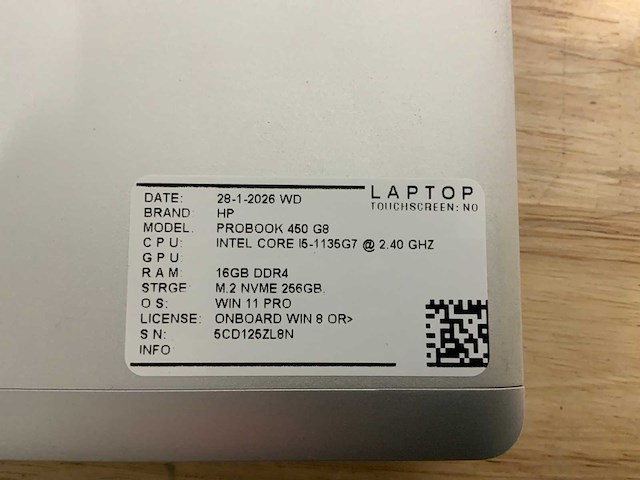 LAPTOP
TOUCHSCREEN: NO
DATE: 28-1-2026 WD
BRAND: HP
MODEL: PROBOOK 450 G8
CPU: INTEL CORE I5-1135G7 @ 2.40 GHZ
GPU:
RAM: 16GB DDR4
STRGE: M.2 NVME 256GB,
OS: WIN 11 PRO
LICENSE: ONBOARD WIN 8 OR>
SN: 5CD125ZL8N
INFO